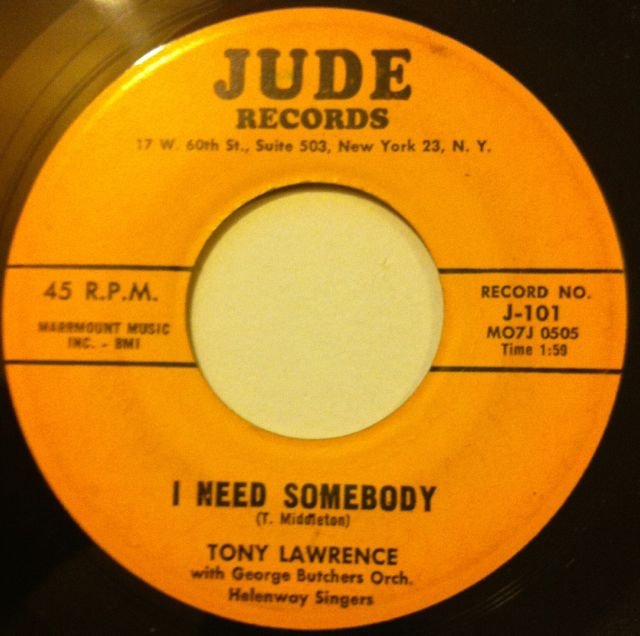 JUDE
RECORDS
17 W. 60th St., Suite 503, New York 23, N. Y.
45 R.P.M.
MARRMOUNT MUSIC
INC. - BMI
RECORD NO.
J-101
MO7J 0505
Time 1:59
I NEED SOMEBODY
(T. Middleton)
TONY LAWRENCE
with George Butchers Orch.
Helenway Singers